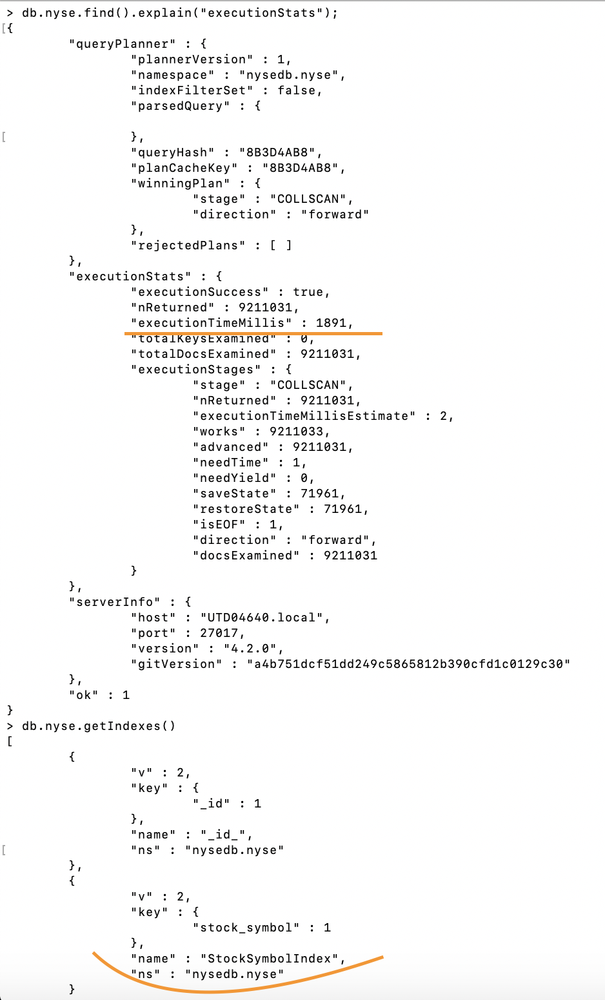 > db.nyse.find().explain("executionStats");
[{
"queryPlanner" : {
"plannerVersion" : 1,
"namespace" : "nysedb.nyse",
"indexFilterSet" : false,
"parsedQuery" : {
[ },
"queryHash" : "8B3D4AB8",
"planCacheKey" : "8B3D4AB8",
"winningPlan" : {
"stage" : "COLLSCAN",
"direction" : "forward"
},
"rejectedPlans" : [ ]
},
"executionStats" : {
"executionSuccess" : true,
"nReturned" : 9211031,
"executionTimeMillis" : 1891,
"totalKeysExamined" : 0,
"totalDocsExamined" : 9211031,
"executionStages" : {
"stage" : "COLLSCAN",
"nReturned" : 9211031,
"executionTimeMillisEstimate" : 2,
"works" : 9211033,
"advanced" : 9211031,
"needTime" : 1,
"needYield" : 0,
"saveState" : 71961,
"restoreState" : 71961,
"isEOF" : 1,
"direction" : "forward",
"docsExamined" : 9211031
}
},
"serverInfo" : {
"host" : "UTD04640.local",
"port" : 27017,
"version" : "4.2.0",
"gitVersion" : "a4b751dcf51dd249c5865812b390cfd1c0129c30"
},
"ok" : 1
}
> db.nyse.getIndexes()
[
{
"v" : 2,
"key" : {
"_id" : 1
},
"name" : "_id_",
[ "ns" : "nysedb.nyse"
},
{
"v" : 2,
"key" : {
"stock_symbol" : 1
},
"name" : "StockSymbolIndex",
"ns" : "nysedb.nyse"
}